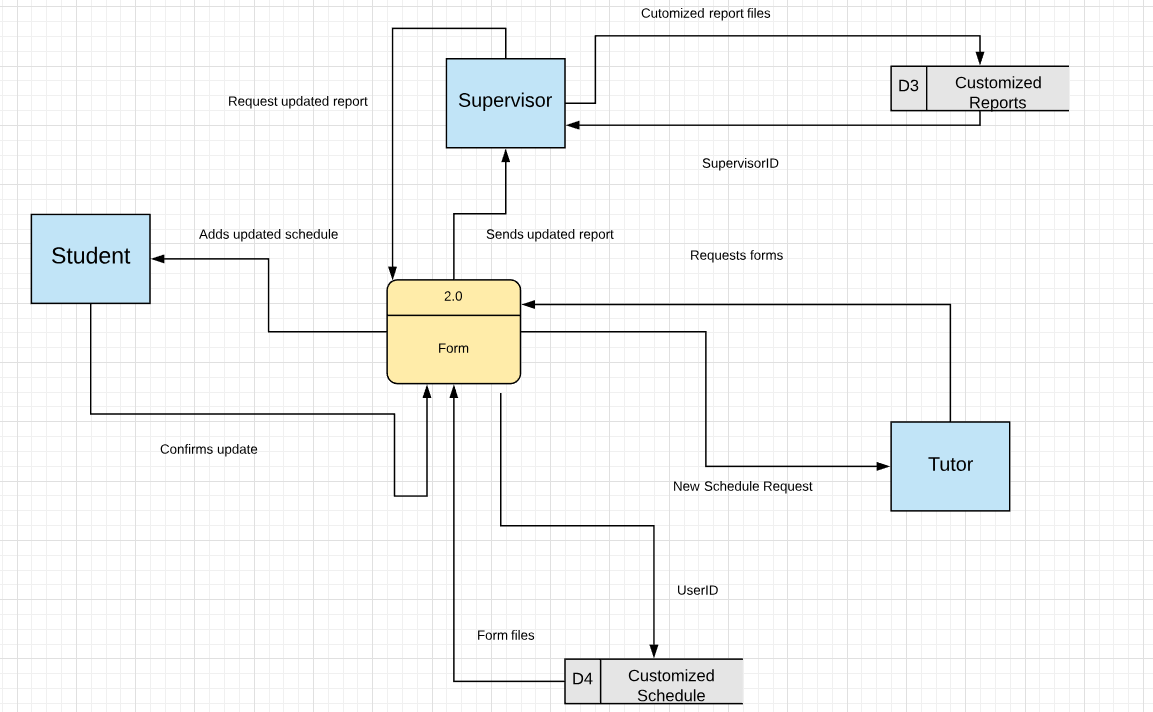 Cutomized report files
D3
Customized
Reports
Request updated report
Supervisor
SupervisorID
Student
Adds updated schedule
Sends updated report
Requests forms
2.0
Form
Confirms update
Tutor
New Schedule Request
UserID
Form files
D4
Customized
Schedule